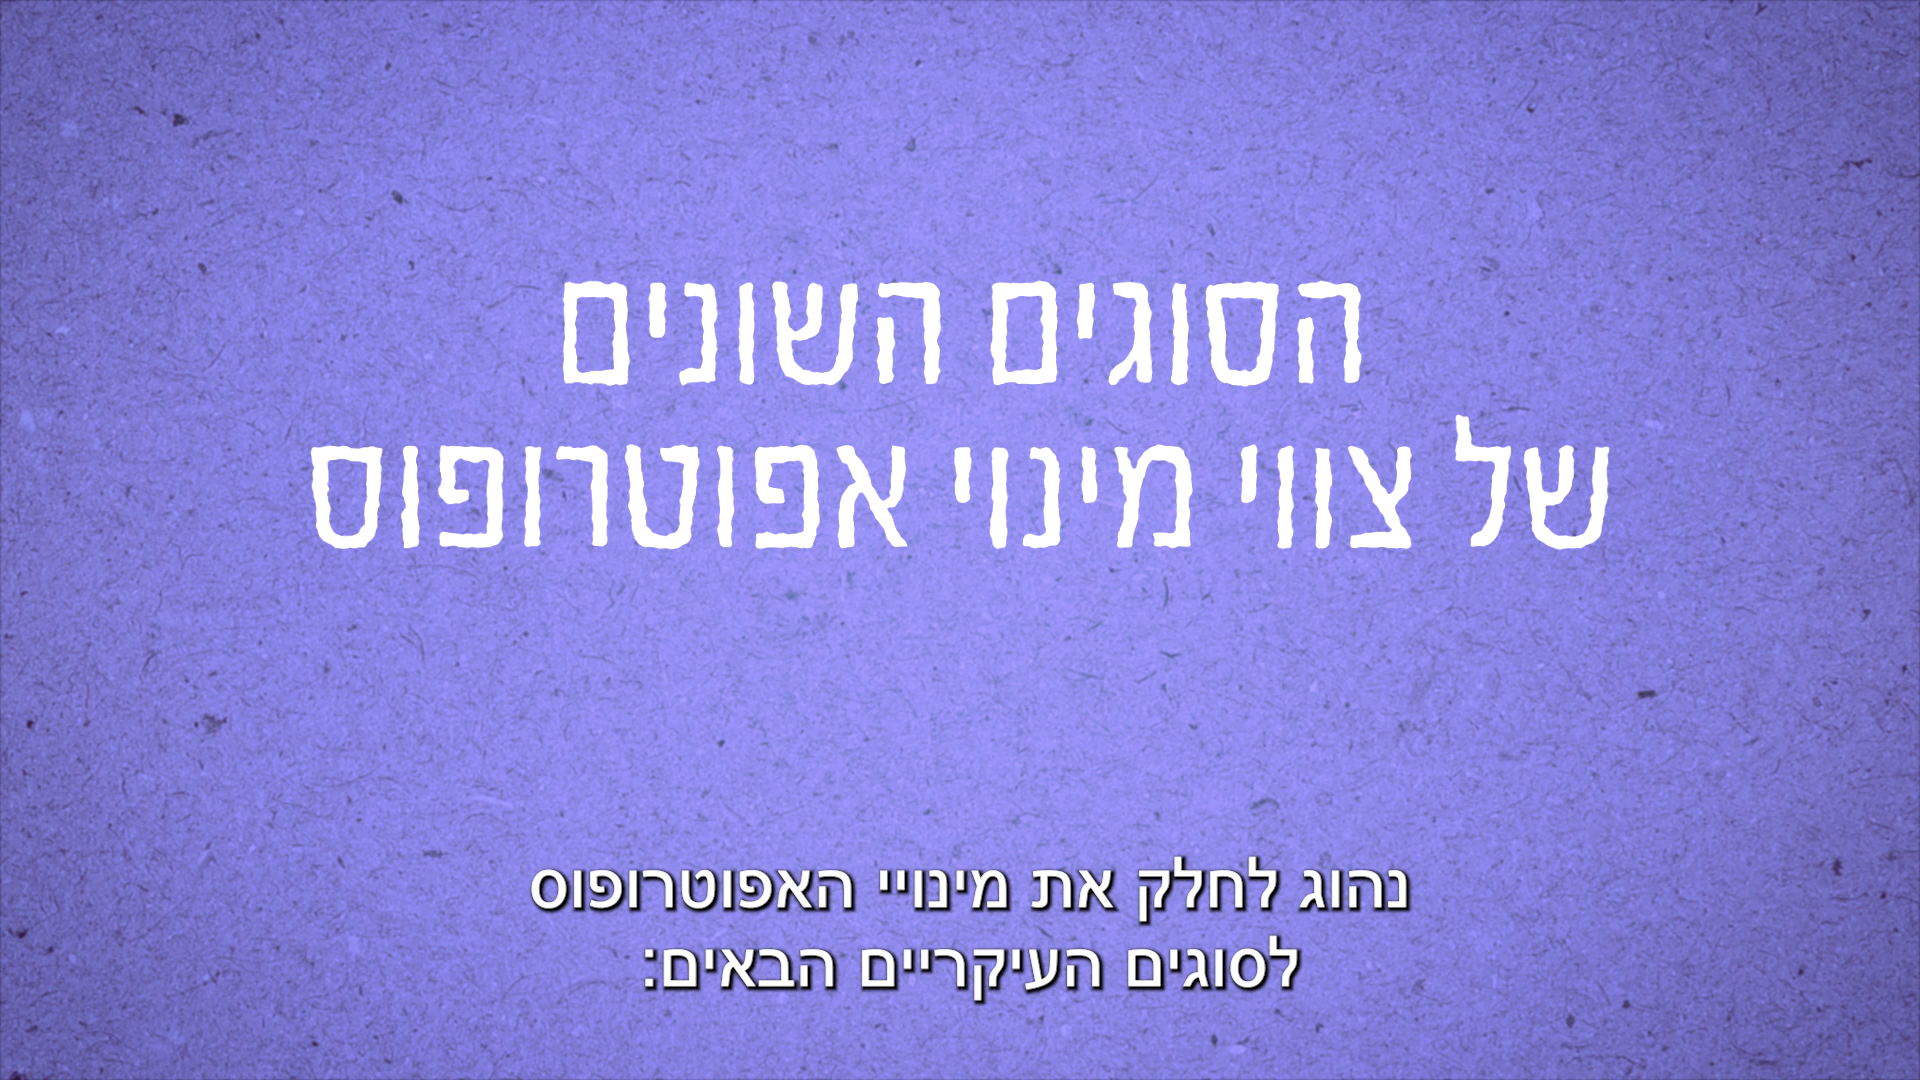 הסוגים השונים
של צווי מינוי אפוטרופוס
נהוג לחלק את מינויי האפוטרופוס
לסוגים העיקריים הבאים: